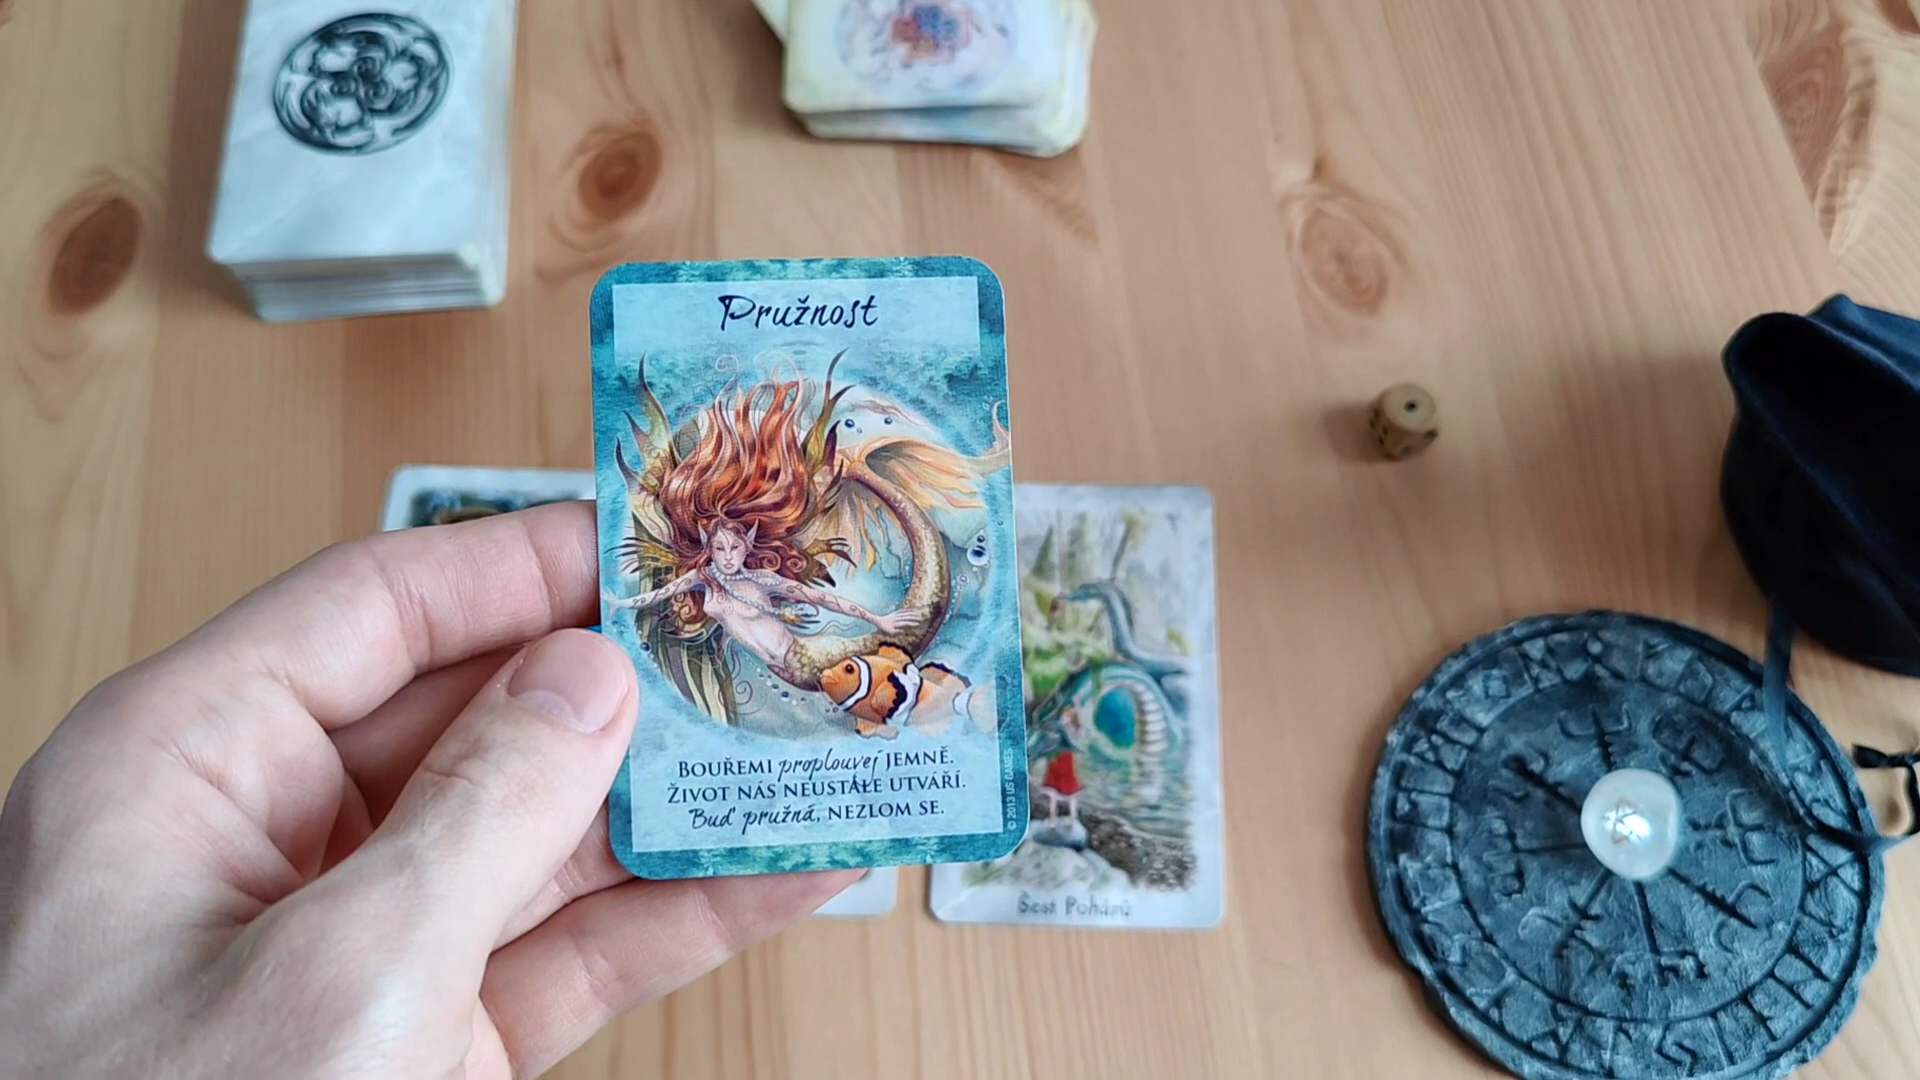 Pružnost
BOUŘEMI proplouvej JEMNĚ.
ŽIVOT NÁS NEUSTÁLE UTVÁŘÍ.
Buď pružná, NEZLOM SE.
© 2013 US GAMES
Šest Pohárů